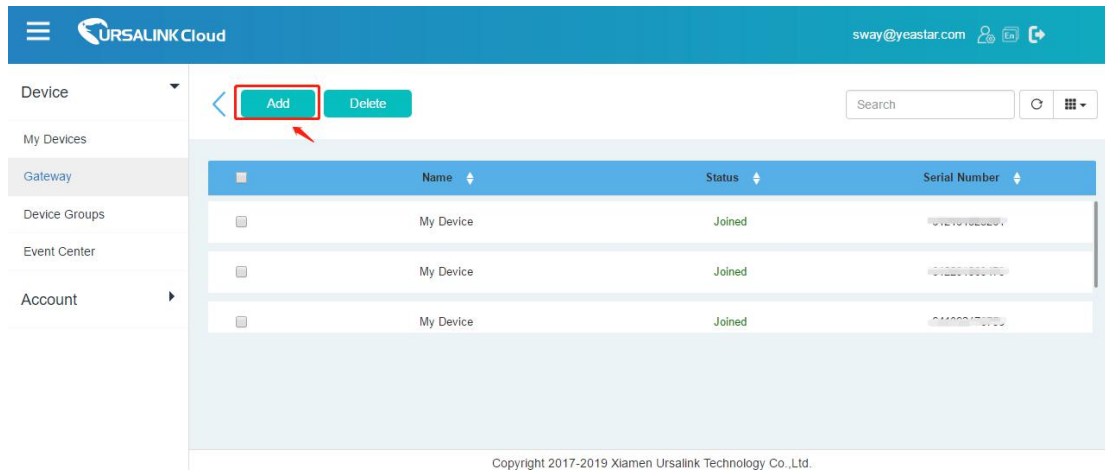 URSALINK Cloud
sway@yeastar.com En
Device
Add Delete
Search
My Devices
Gateway
Name Status Serial Number
Device Groups
My Device Joined
Event Center
My Device Joined
Account
My Device Joined
Copyright 2017-2019 Xiamen Ursalink Technology Co.,Ltd.